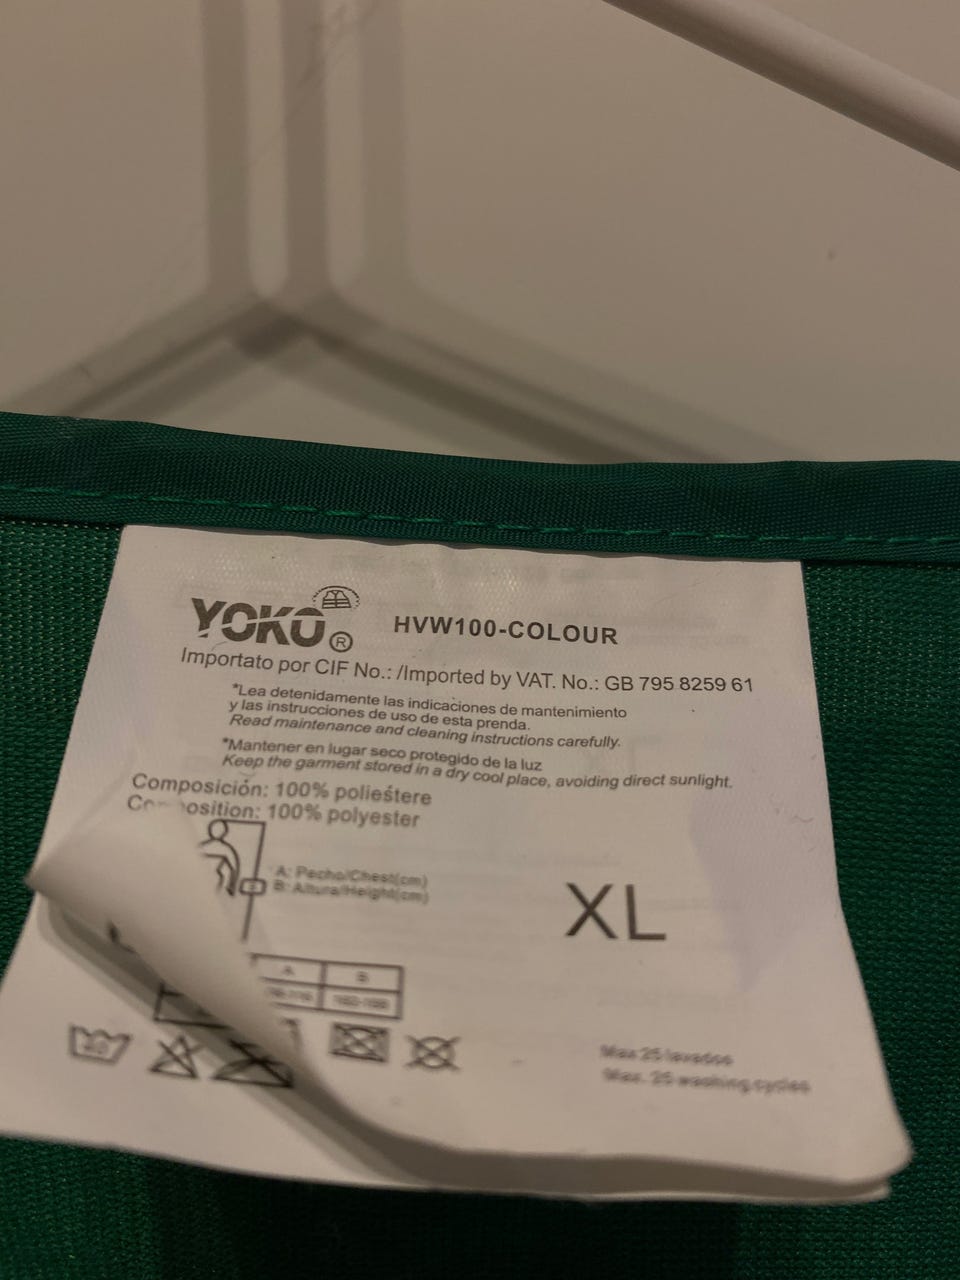 YOKO ®
HVW100-COLOUR
Importato por CIF No.: /Imported by VAT. No.: GB 795 8259 61
*Lea detenidamente las indicaciones de mantenimiento
y las instrucciones de uso de esta prenda.
Read maintenance and cleaning instructions carefully.
*Mantener en lugar seco protegido de la luz
Keep the garment stored in a dry cool place, avoiding direct sunlight.
Composición: 100% polieśtere
Composition: 100% polyester
A: Pecho/Chest(cm)
B: Altura/Height(cm)
XL
A B
Max 25 lavados
Max. 25 washing cycles